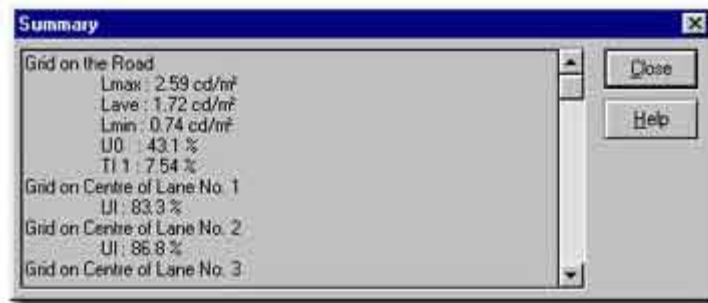 Summary
Grid on the Road
Lmax : 2.59 cd/m²
Lave : 1.72 cd/m²
Lmin : 0.74 cd/m²
U0 : 43.1 %
TI 1 : 7.54 %
Grid on Centre of Lane No. 1
UI : 83.3 %
Grid on Centre of Lane No. 2
UI : 86.8 %
Grid on Centre of Lane No. 3
Close
Help